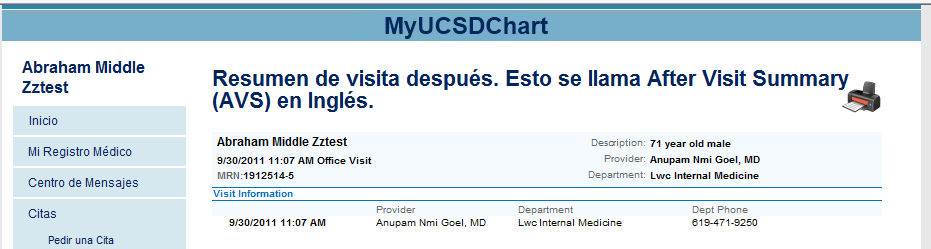 MyUCSDChart
Abraham Middle
Zztest
Inicio
Mi Registro Médico
Centro de Mensajes
Citas
Pedir una Cita
Resumen de visita después. Esto se llama After Visit Summary
(AVS) en Inglés.
Abraham Middle Zztest
Description: 71 year old male
9/30/2011 11:07 AM Office Visit
Provider: Anupam Nmi Goel, MD
MRN:1912514-5
Department: Lwc Internal Medicine
Visit Information
Provider Department Dept Phone
9/30/2011 11:07 AM Anupam Nmi Goel, MD Lwc Internal Medicine 619-471-9250